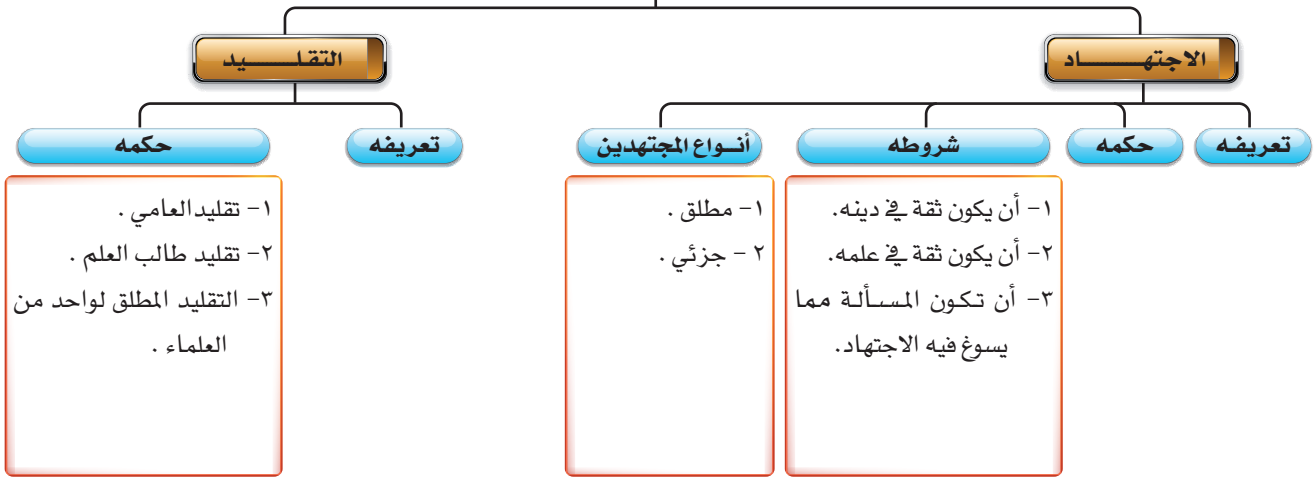 الاجتهاد
التقليد
تعريفه
حكمه
شروطه
أنواع المجتهدين
تعريفه
حكمه
١- أن يكون ثقة في دينه.
٢- أن يكون ثقة في علمه.
٣- أن تكون المسألة مما
يسوغ فيه الاجتهاد.
١- مطلق .
٢ - جزئي .
١- تقليد العامي .
٢- تقليد طالب العلم .
٣- التقليد المطلق لواحد من
العلماء .